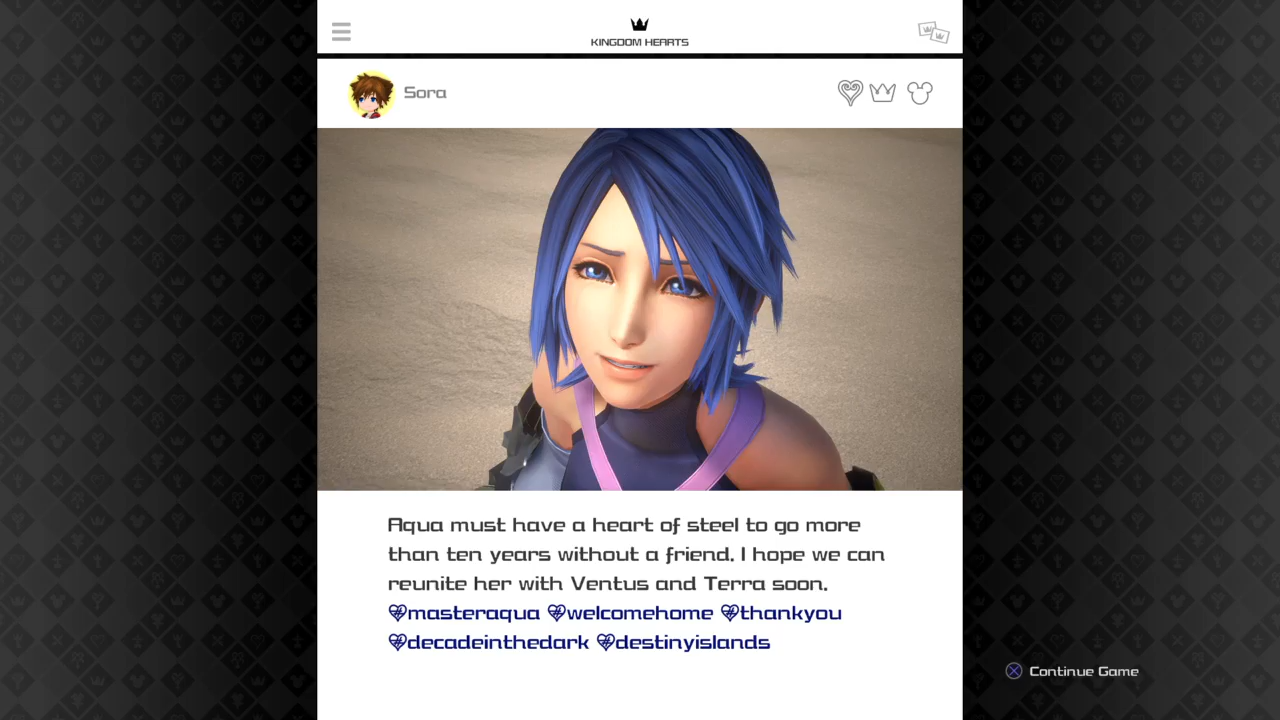 KINGDOM HEARTS
Sora
Aqua must have a heart of steel to go more
than ten years without a friend. I hope we can
reunite her with Ventus and Terra soon.
#masteraqua #welcomehome #thankyou
#decadeinthedark #destinyislands
Continue Game